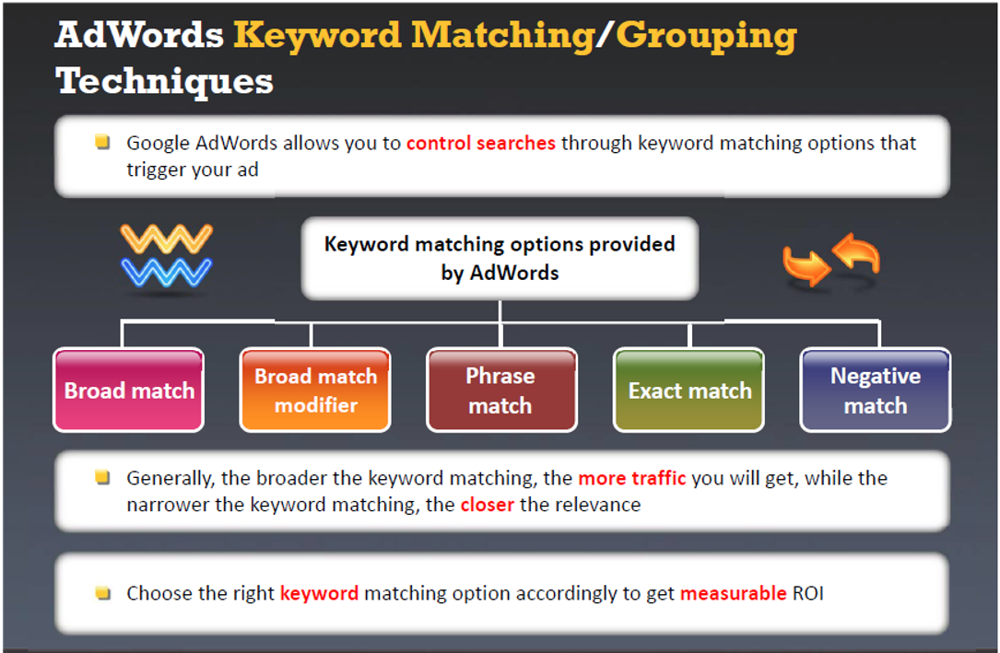 AdWords Keyword Matching/Grouping
Techniques
Google AdWords allows you to control searches through keyword matching options that
trigger your ad
Keyword matching options provided
by AdWords
Broad match
Broad match
modifier
Phrase
match
Exact match
Negative
match
Generally, the broader the keyword matching, the more traffic you will get, while the
narrower the keyword matching, the closer the relevance
Choose the right keyword matching option accordingly to get measurable ROI